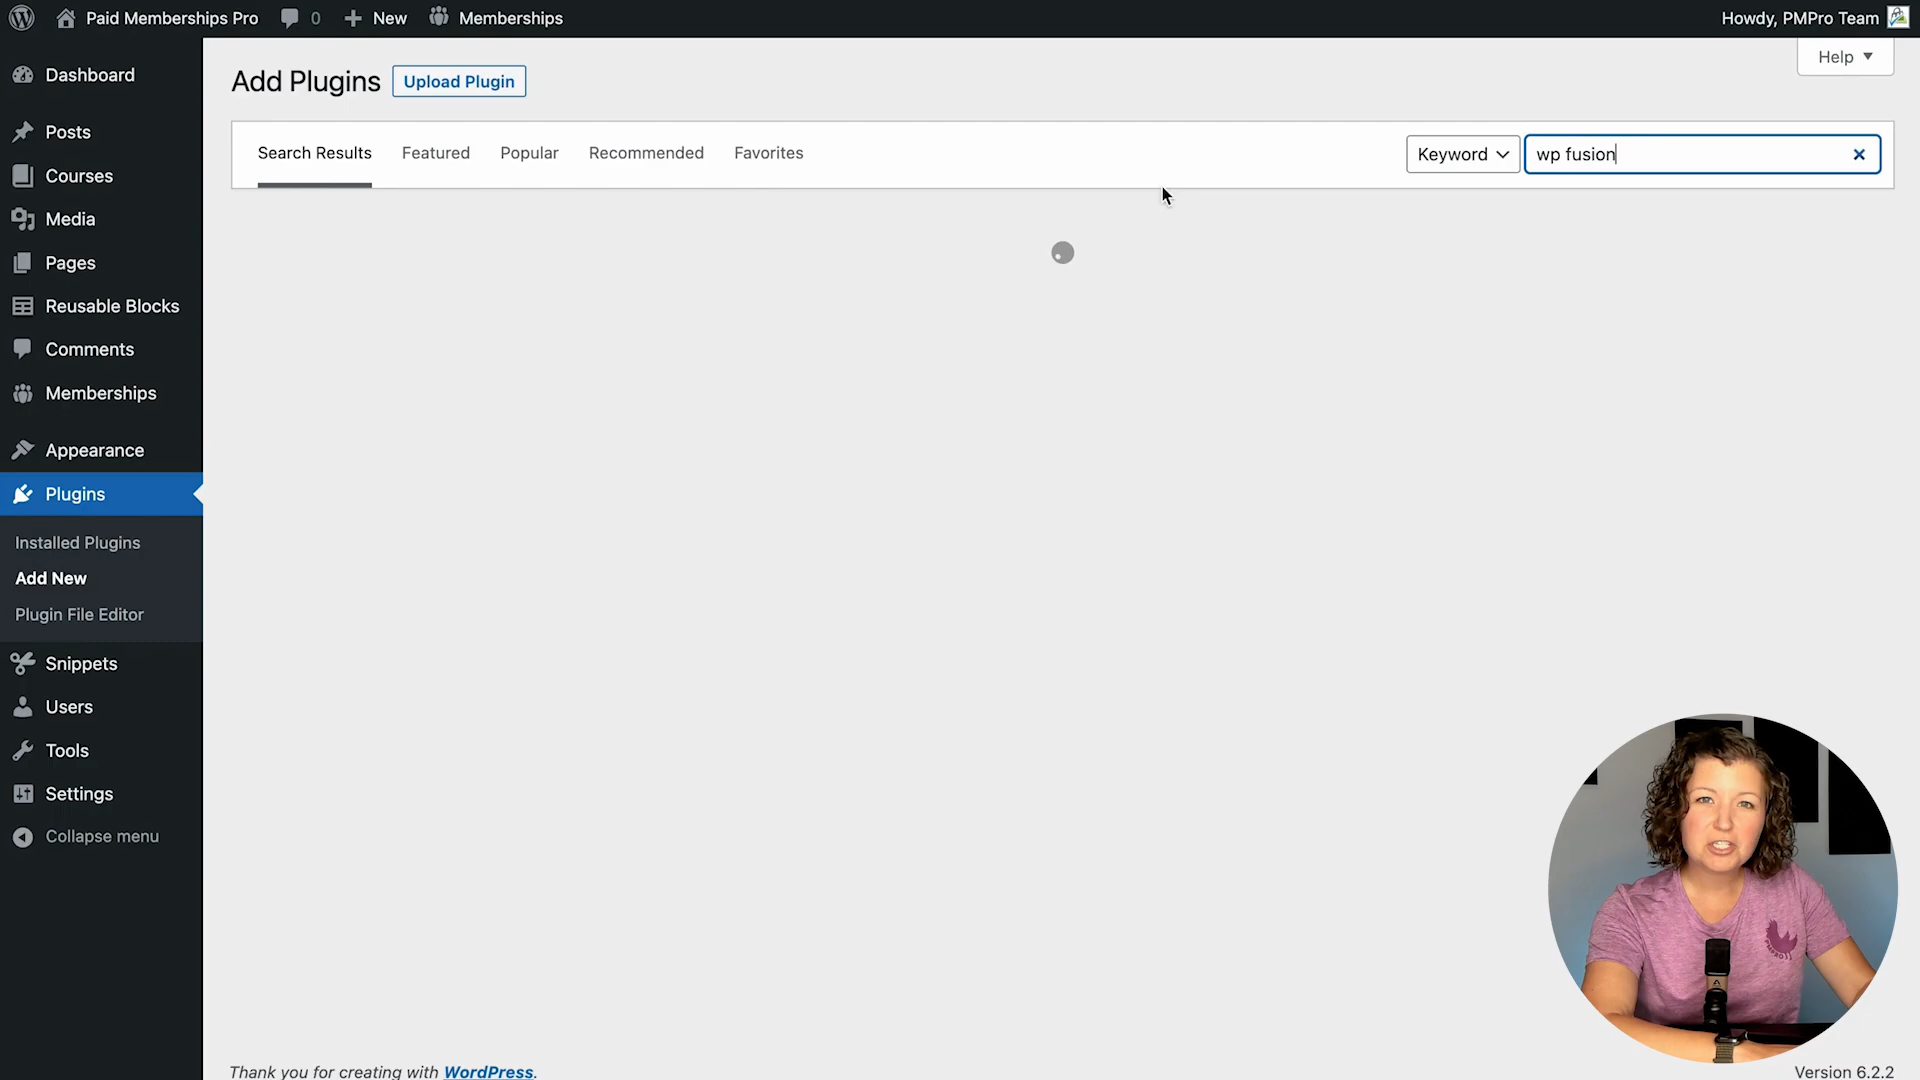 Paid Memberships Pro
0
New
Memberships
Howdy, PMPro Team
Dashboard
Posts
Courses
Media
Pages
Reusable Blocks
Comments
Memberships
Appearance
Plugins
Installed Plugins
Add New
Plugin File Editor
Snippets
Users
Tools
Settings
Collapse menu
Help
Add Plugins
Upload Plugin
Search Results
Featured
Popular
Recommended
Favorites
Keyword
wp fusion
Thank you for creating with WordPress.
Version 6.2.2